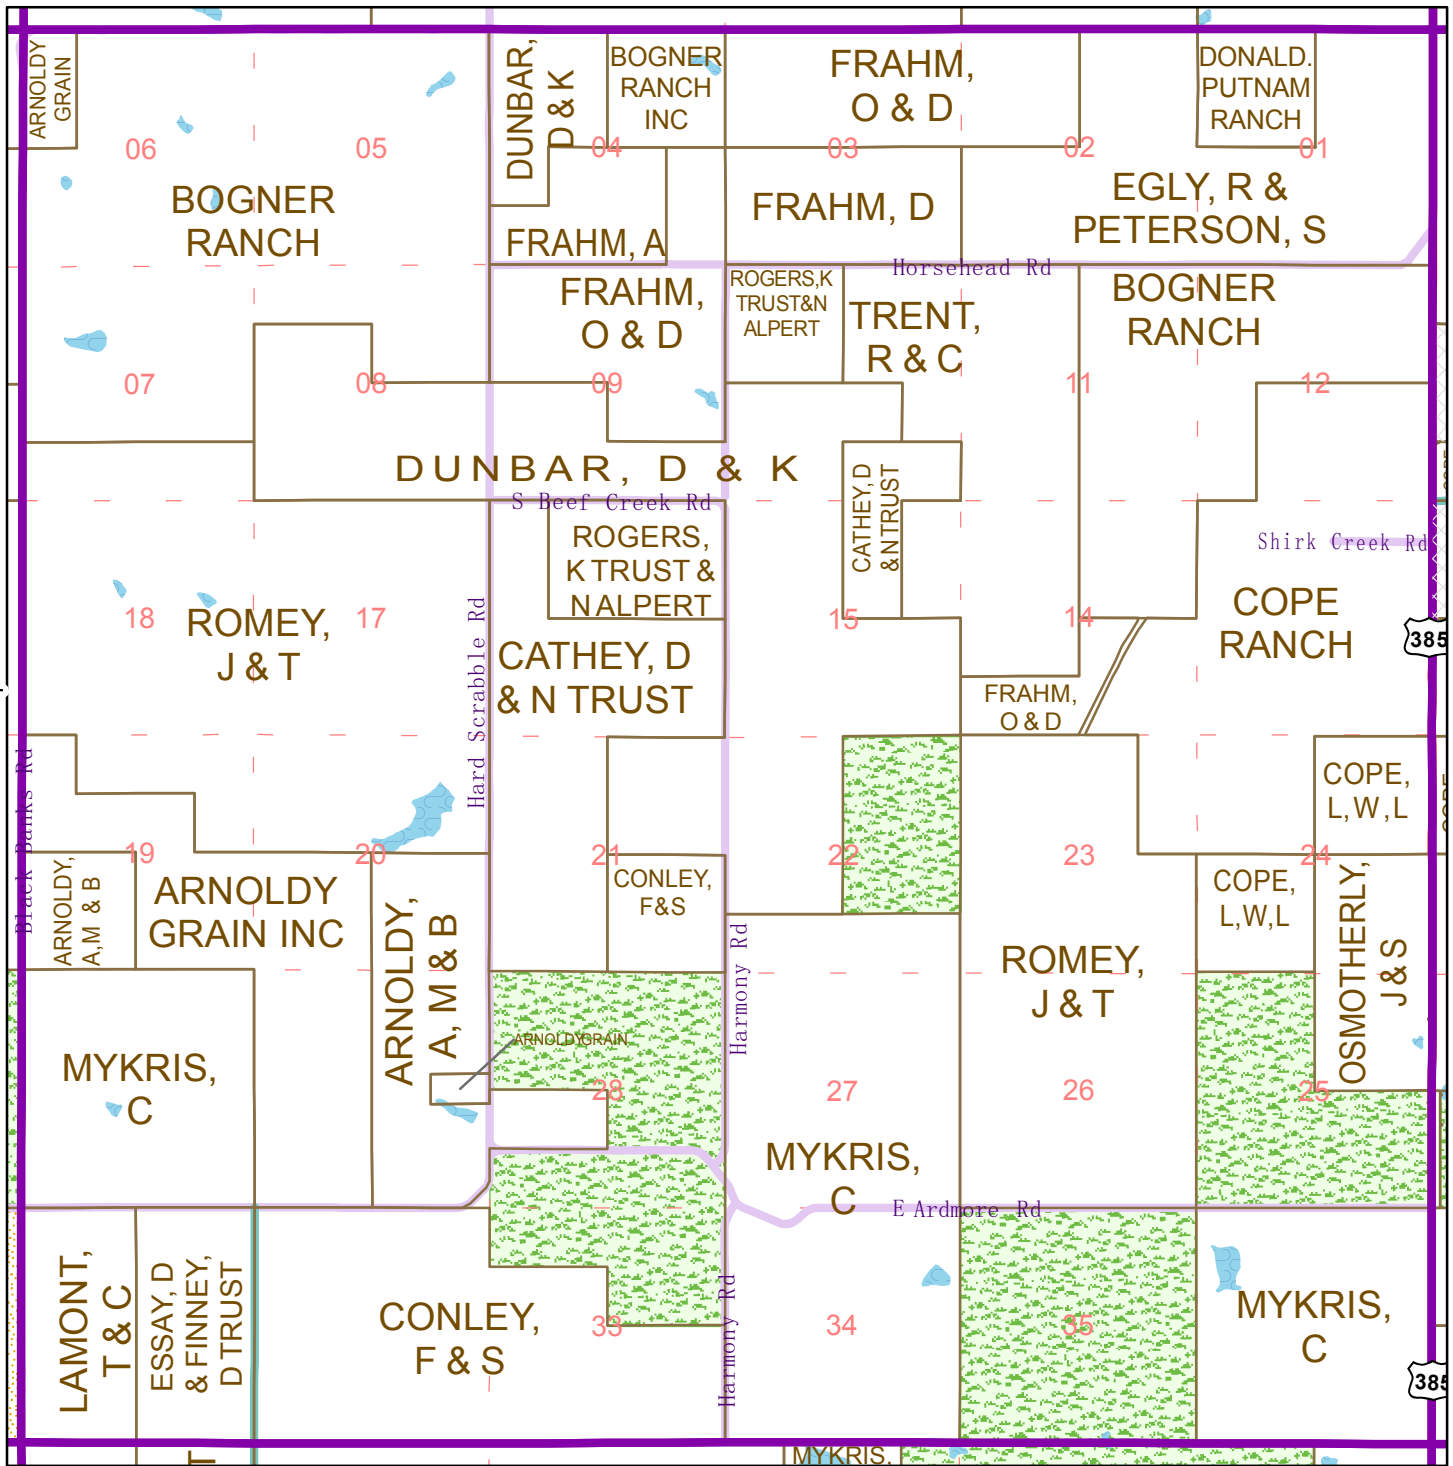 ARNOLDY
GRAIN
DUNBAR,
D & K
BOGNER
RANCH
INC
FRAHM,
O & D
DONALD.
PUTNAM
RANCH
06
05
04
03
02
01
BOGNER
RANCH
FRAHM, A
FRAHM, D
EGLY, R &
PETERSON, S
Horsehead Rd
FRAHM,
O & D
ROGERS,K
TRUST&N
ALPERT
TRENT,
R & C
BOGNER
RANCH
07
08
09
11
12
DUNBAR, D & K
S Beef Creek Rd
CATHEY, D
& N TRUST
ROGERS,
K TRUST &
N ALPERT
Shirk Creek Rd
18
17
15
14
ROMEY,
J & T
Hard Scrabble Rd
CATHEY, D
& N TRUST
COPE
RANCH
385
FRAHM,
O & D
Black Banks Rd
COPE,
L,W,L
COPE
19
20
21
22
23
24
ARNOLDY,
A,M & B
ARNOLDY
GRAIN INC
ARNOLDY,
A, M & B
CONLEY,
F&S
COPE,
L,W,L
OSMOTHERLY,
J & S
Harmony Rd
ROMEY,
J & T
ARNOLDYGRAIN
MYKRIS,
C
28
27
26
25
MYKRIS,
C
E Ardmore Rd
LAMONT,
T & C
ESSAY, D
& FINNEY,
D TRUST
CONLEY,
F & S
33
Harmony Rd
34
35
MYKRIS,
C
385
T
MYKRIS,